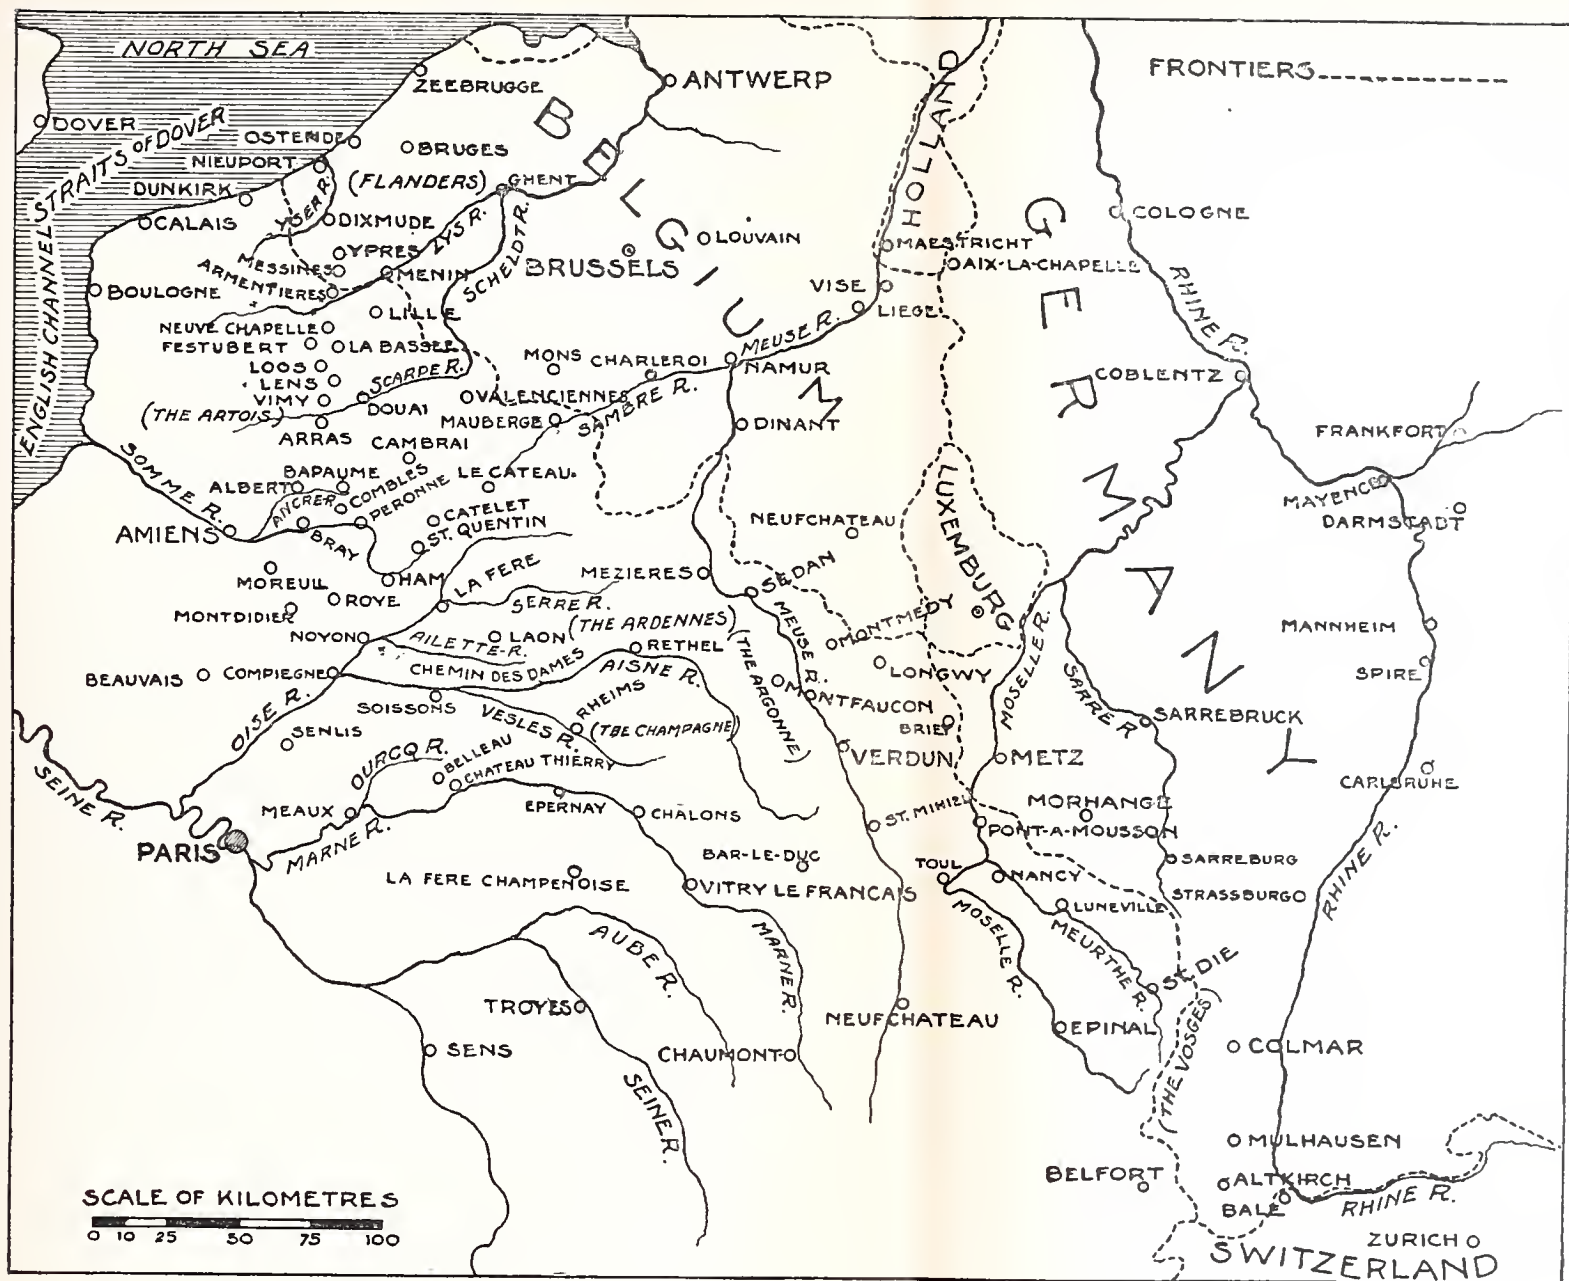 NORTH SEA
FRONTIERS
ZEEBRUGGE
ANTWERP
BELGIUM
HOLLAND
DOVER
STRAITS OF DOVER
OSTENDE
BRUGES
NIEUPORT
(FLANDERS)
GHENT
DUNKIRK
YSER R.
CALAIS
DIXMUDE
LYS R.
SCHELDT R.
LOUVAIN
COLOGNE
GERMANY
YPRES
MAESTRICHT
MESSINES
MENIN
BRUSSELS
AIX-LA-CHAPELLE
ARMENTIERES
BOULOGNE
VISE
RHINE R.
ENGLISH CHANNEL
LILLE
LIEGE
NEUVE CHAPELLE
FESTUBERT
LA BASSEE
MEUSE R.
LOOS
MONS
CHARLEROI
NAMUR
LENS
SCARPE R.
COBLENTZ
VIMY
DOUAI
VALENCIENNES
SAMBRE R.
(THE ARTOIS)
MAUBERGE
DINANT
ARRAS
FRANKFORT
CAMBRAI
SOMME R.
BAPAUME
LE CATEAU
ALBERT
COMBLES
ANCRE R.
PERONNE
LUXEMBURG
MAYENCE
CATELET
NEUFCHATEAU
DARMSTADT
AMIENS
BRAY
ST. QUENTIN
MOREUIL
HAM
LA FERE
MEZIERES
SEDAN
ROYE
SERRE R.
MONTDIDIER
(THE ARDENNES)
MONTMEDY
MANNHEIM
NOYON
AILETTE R.
LAON
RETHEL
(THE ARGONNE)
MEUSE R.
MOSELLE R.
BEAUVAIS
COMPIEGNE
CHEMIN DES DAMES
AISNE R.
LONGWY
SARRE R.
SPIRE
SOISSONS
VESLES R.
RHEIMS
MONTFAUCON
OISE R.
SENLIS
(TBE CHAMPAGNE)
BRIEY
SARREBRUCK
OURCQ R.
BELLEAU
CHATEAU THIERRY
VERDUN
METZ
SEINE R.
CARLSRUHE
MEAUX
EPERNAY
CHÂLONS
ST. MIHIEL
MORHANGE
PONT-A-MOUSSON
PARIS
MARNE R.
BAR-LE-DUC
TOUL
SARREBURG
RHINE R.
LA FERE CHAMPENOISE
VITRY LE FRANCAIS
NANCY
STRASSBURG
LUNEVILLE
AUBE R.
MARNE R.
MOSELLE R.
MEURTHE R.
ST. DIE
TROYES
NEUFCHATEAU
EPINAL
(THE VOSGES)
SENS
CHAUMONT
COLMAR
SEINE R.
MULHAUSEN
BELFORT
ALTKIRCH
SCALE OF KILOMETRES
BALE
RHINE R.
0 10 25 50 75 100
ZURICH
SWITZERLAND